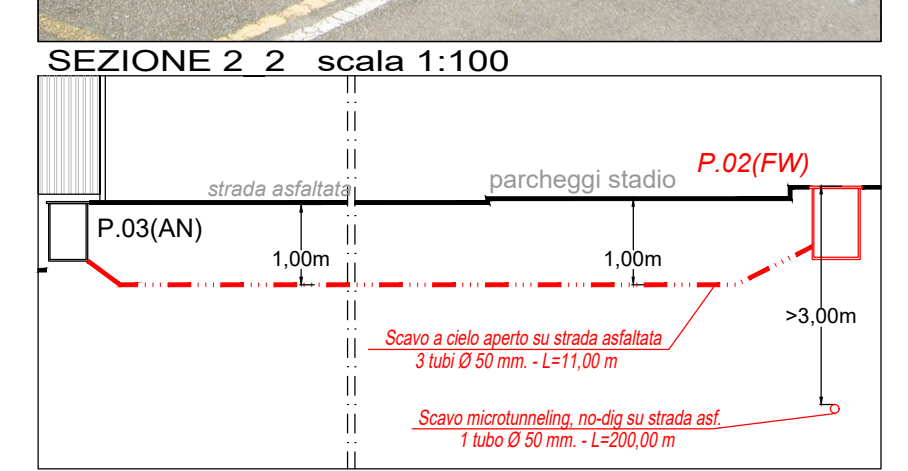 SEZIONE 2_2 scala 1:100
P.02(FW)
strada asfaltata
parcheggi stadio
P.03(AN)
1,00m
1,00m
>3,00m
Scavo a cielo aperto su strada asfaltata
3 tubi Ø 50 mm. - L=11,00 m
Scavo microtunneling, no-dig su strada asf.
1 tubo Ø 50 mm. - L=200,00 m